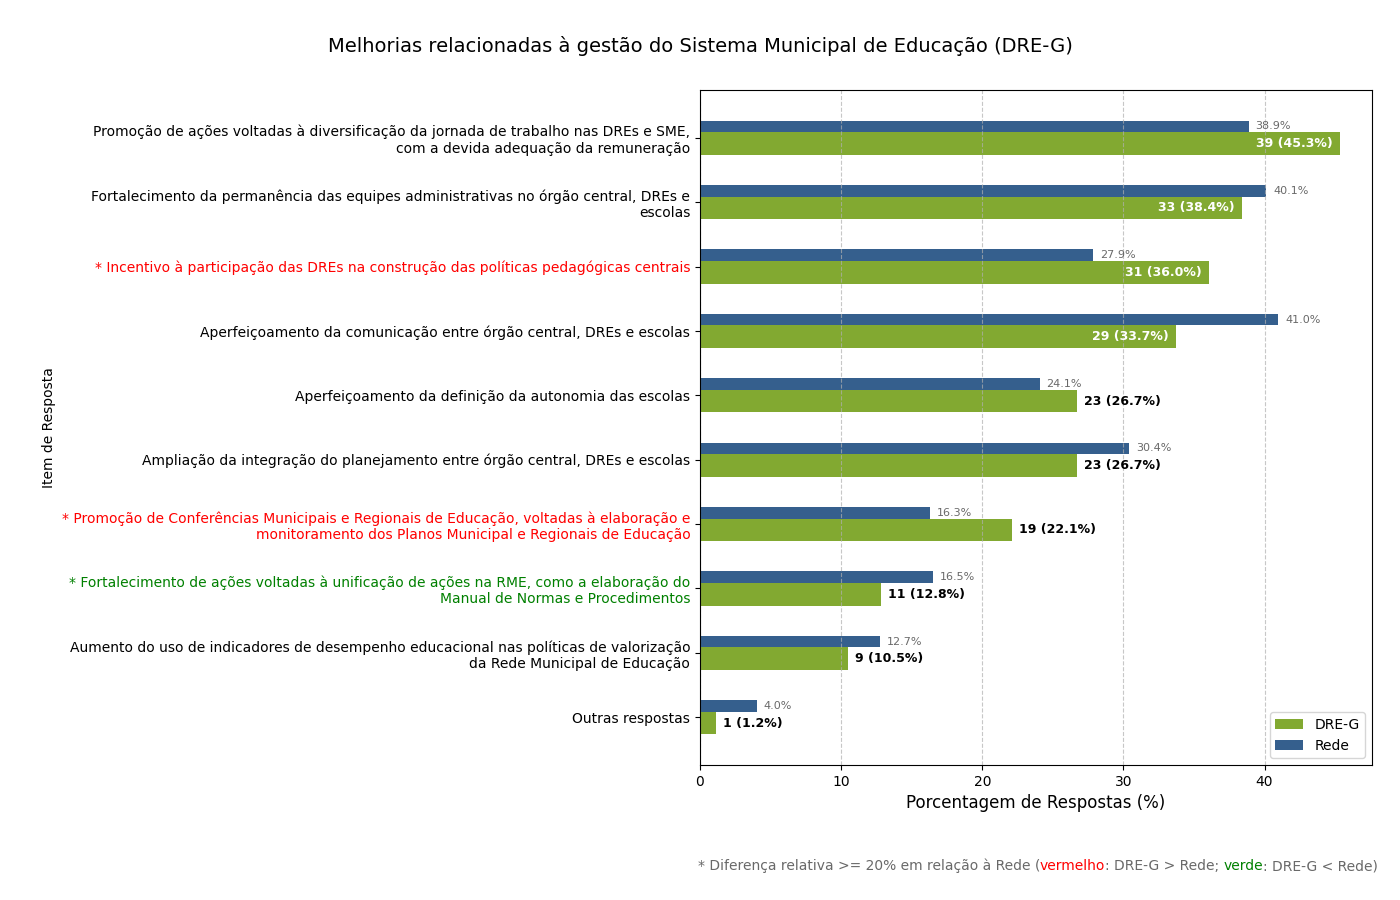 Melhorias relacionadas à gestão do Sistema Municipal de Educação (DRE-G)
Item de Resposta
Promoção de ações voltadas à diversificação da jornada de trabalho nas DREs e SME,
com a devida adequação da remuneração
38.9%
39 (45.3%)
Fortalecimento da permanência das equipes administrativas no órgão central, DREs e
escolas
40.1%
33 (38.4%)
* Incentivo à participação das DREs na construção das políticas pedagógicas centrais
27.9%
31 (36.0%)
Aperfeiçoamento da comunicação entre órgão central, DREs e escolas
41.0%
29 (33.7%)
Aperfeiçoamento da definição da autonomia das escolas
24.1%
23 (26.7%)
Ampliação da integração do planejamento entre órgão central, DREs e escolas
30.4%
23 (26.7%)
* Promoção de Conferências Municipais e Regionais de Educação, voltadas à elaboração e
monitoramento dos Planos Municipal e Regionais de Educação
16.3%
19 (22.1%)
* Fortalecimento de ações voltadas à unificação de ações na RME, como a elaboração do
Manual de Normas e Procedimentos
16.5%
11 (12.8%)
Aumento do uso de indicadores de desempenho educacional nas políticas de valorização
da Rede Municipal de Educação
12.7%
9 (10.5%)
Outras respostas
4.0%
1 (1.2%)
DRE-G
Rede
0 10 20 30 40
Porcentagem de Respostas (%)
* Diferença relativa >= 20% em relação à Rede (vermelho: DRE-G > Rede; verde: DRE-G < Rede)